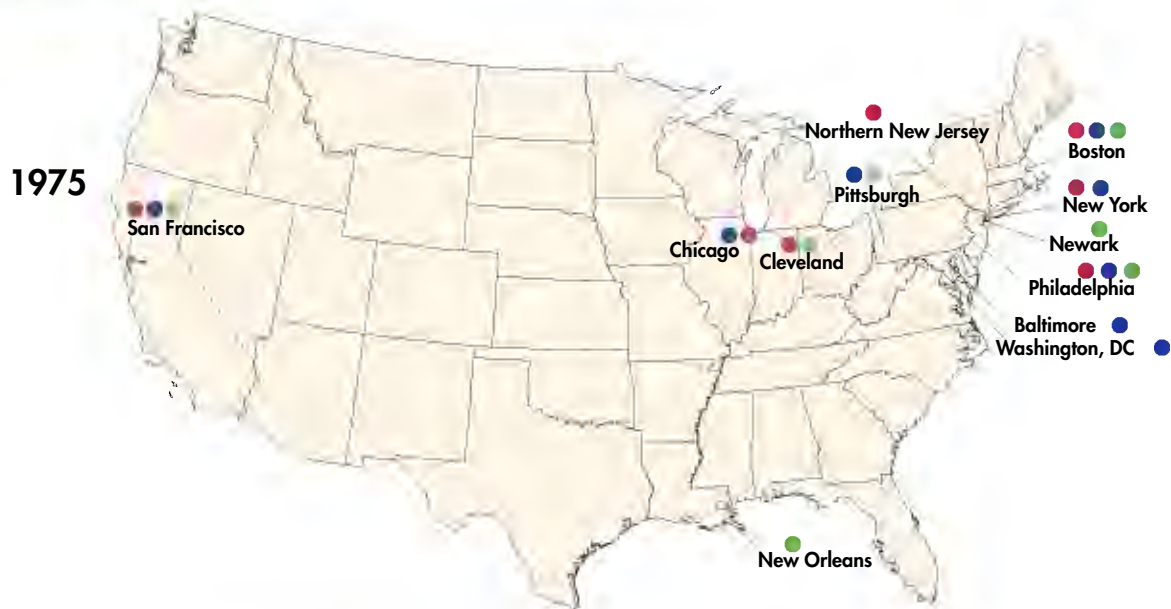 Northern New Jersey
Boston
1975
Pittsburgh
New York
San Francisco
Newark
Chicago
Cleveland
Philadelphia
Baltimore
Washington, DC
New Orleans